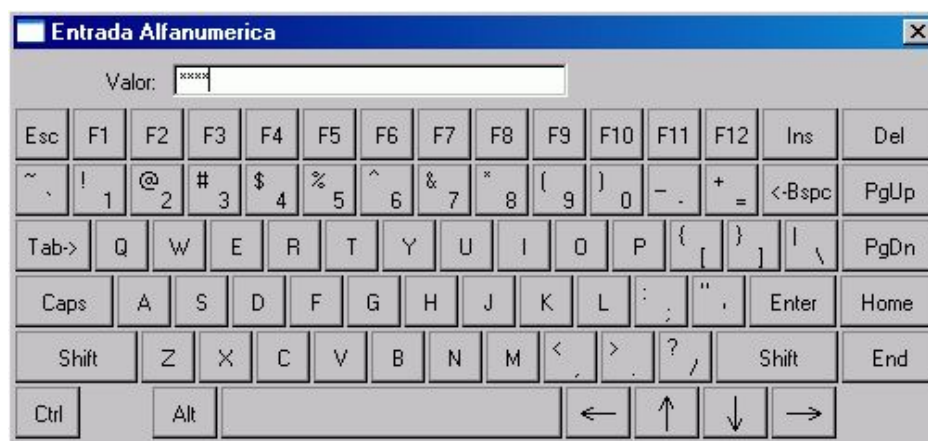 Entrada Alfanumerica
Valor: ****
Esc F1 F2 F3 F4 F5 F6 F7 F8 F9 F10 F11 F12 Ins Del
~ ` ! 1 @ 2 # 3 $ 4 % 5 ^ 6 & 7 * 8 ( 9 ) 0 _ - + = <-Bspc PgUp
Tab-> Q W E R T Y U I O P { [ } ] | \ PgDn
Caps A S D F G H J K L : ; " ' Enter Home
Shift Z X C V B N M < , > . ? / Shift End
Ctrl Alt ← ↑ ↓ →